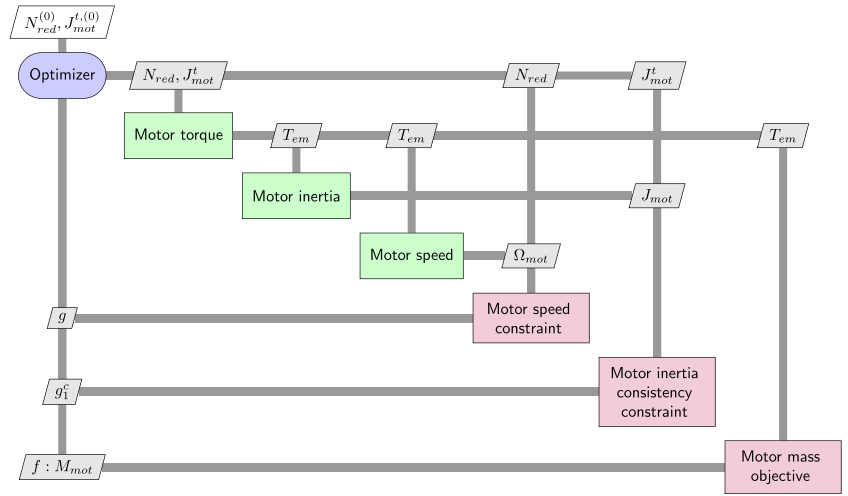 N_{red}^{(0)}, J_{mot}^{t,(0)}
Optimizer
N_{red}, J_{mot}^{t}
N_{red}
J_{mot}^{t}
Motor torque
T_{em}
T_{em}
T_{em}
Motor inertia
J_{mot}
Motor speed
Ω_{mot}
g
Motor speed
constraint
g_1^c
Motor inertia
consistency
constraint
f : M_{mot}
Motor mass
objective